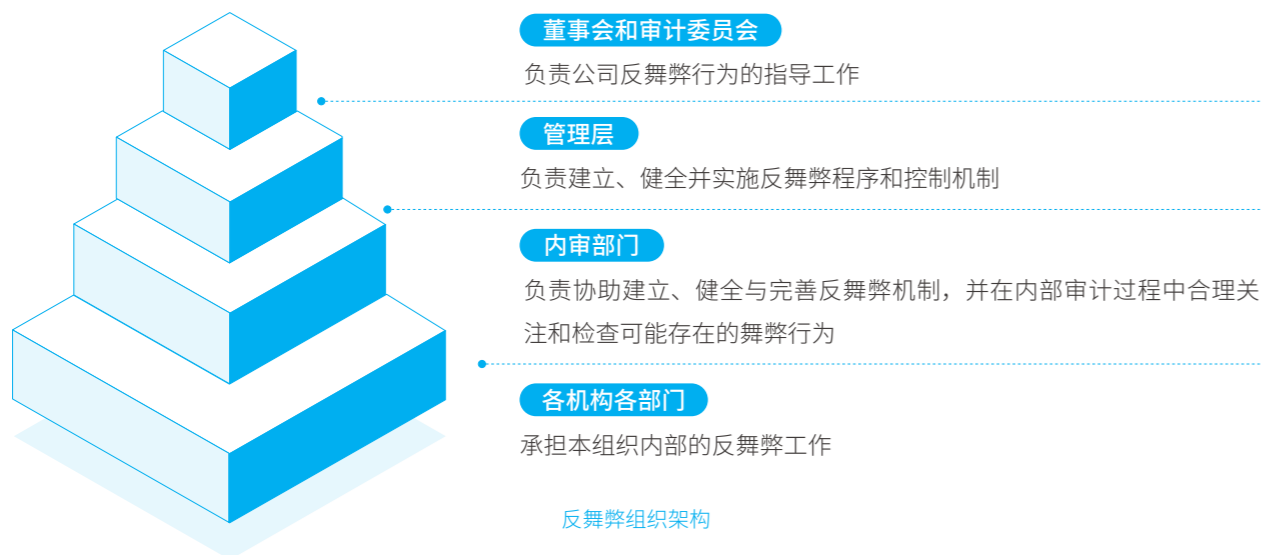 董事会和审计委员会
负责公司反舞弊行为的指导工作
管理层
负责建立、健全并实施反舞弊程序和控制机制
内审部门
负责协助建立、健全与完善反舞弊机制，并在内部审计过程中合理关
注和检查可能存在的舞弊行为
各机构各部门
承担本组织内部的反舞弊工作
反舞弊组织架构